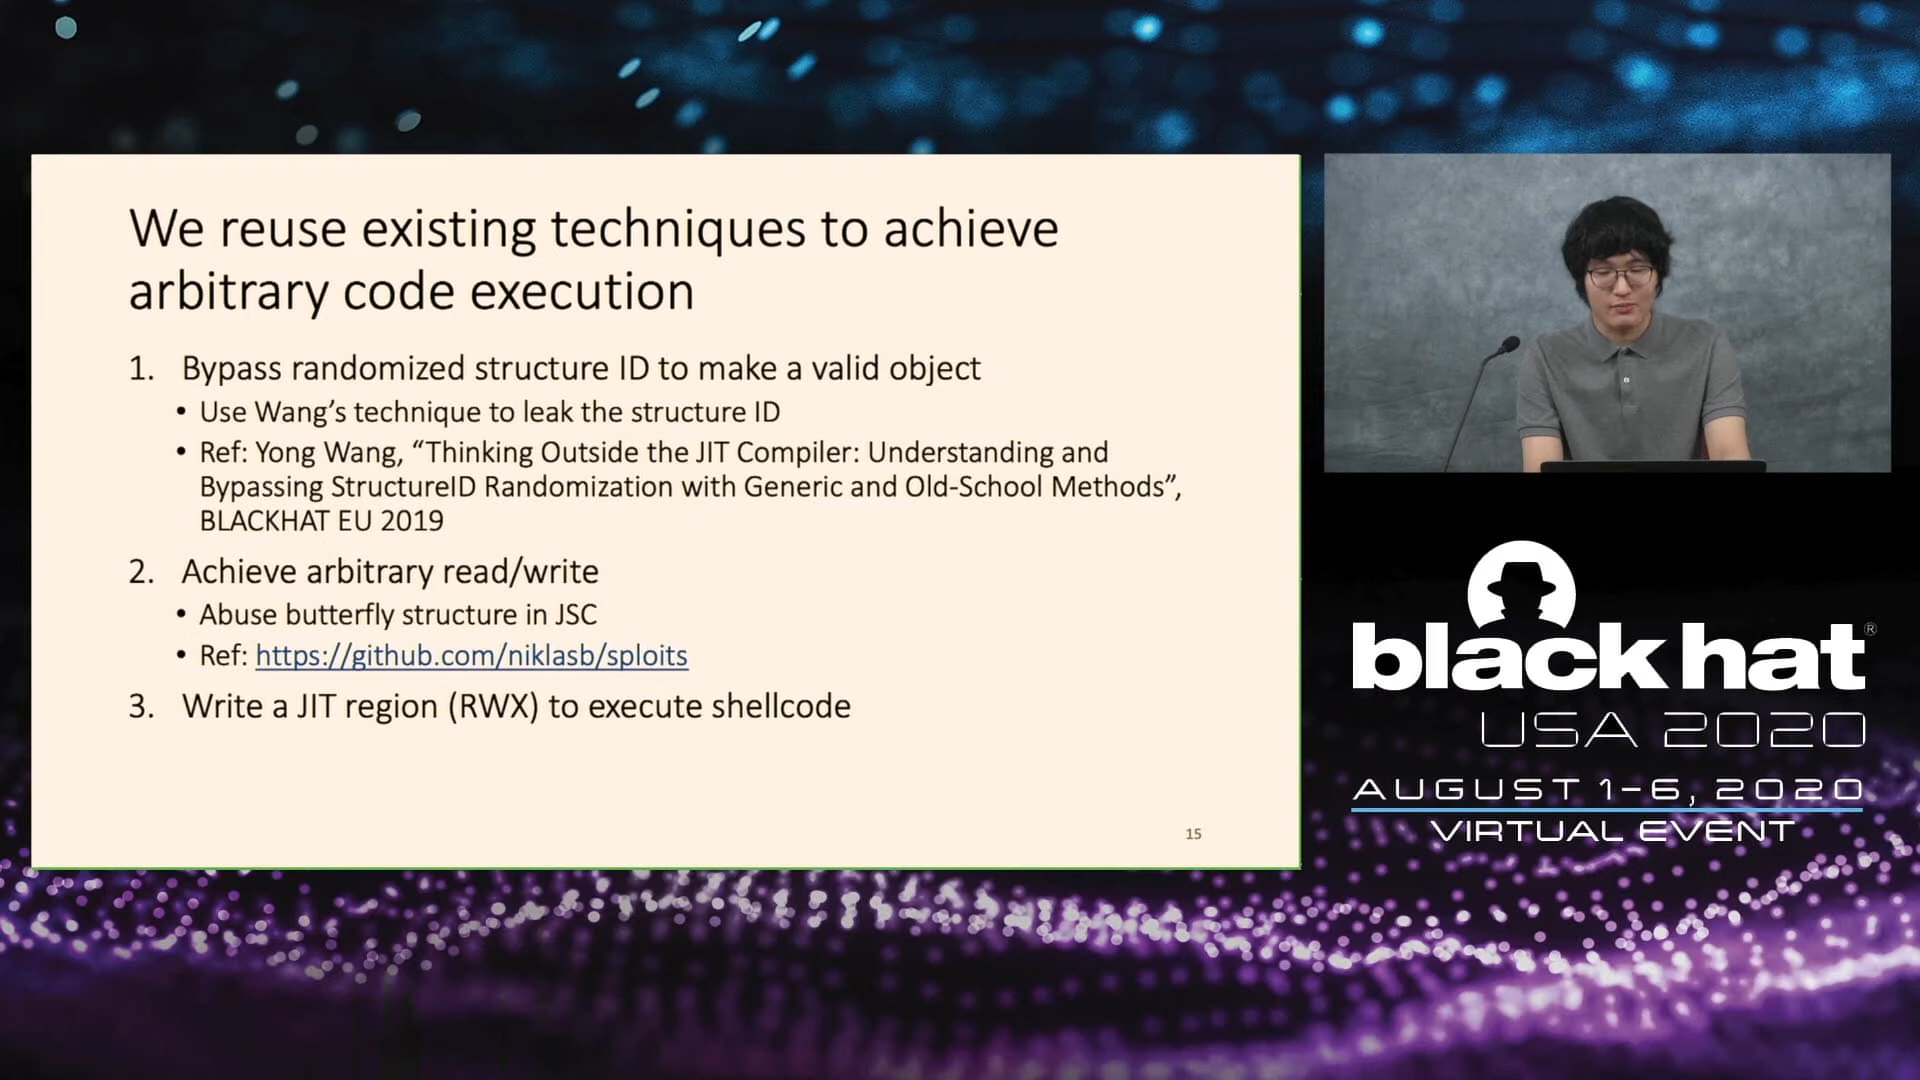 We reuse existing techniques to achieve
arbitrary code execution
1. Bypass randomized structure ID to make a valid object
• Use Wang’s technique to leak the structure ID
• Ref: Yong Wang, “Thinking Outside the JIT Compiler: Understanding and
Bypassing StructureID Randomization with Generic and Old-School Methods”,
BLACKHAT EU 2019
2. Achieve arbitrary read/write
• Abuse butterfly structure in JSC
• Ref: https://github.com/niklasb/sploits
3. Write a JIT region (RWX) to execute shellcode
15
black hat®
USA 2020
AUGUST 1-6, 2020
VIRTUAL EVENT